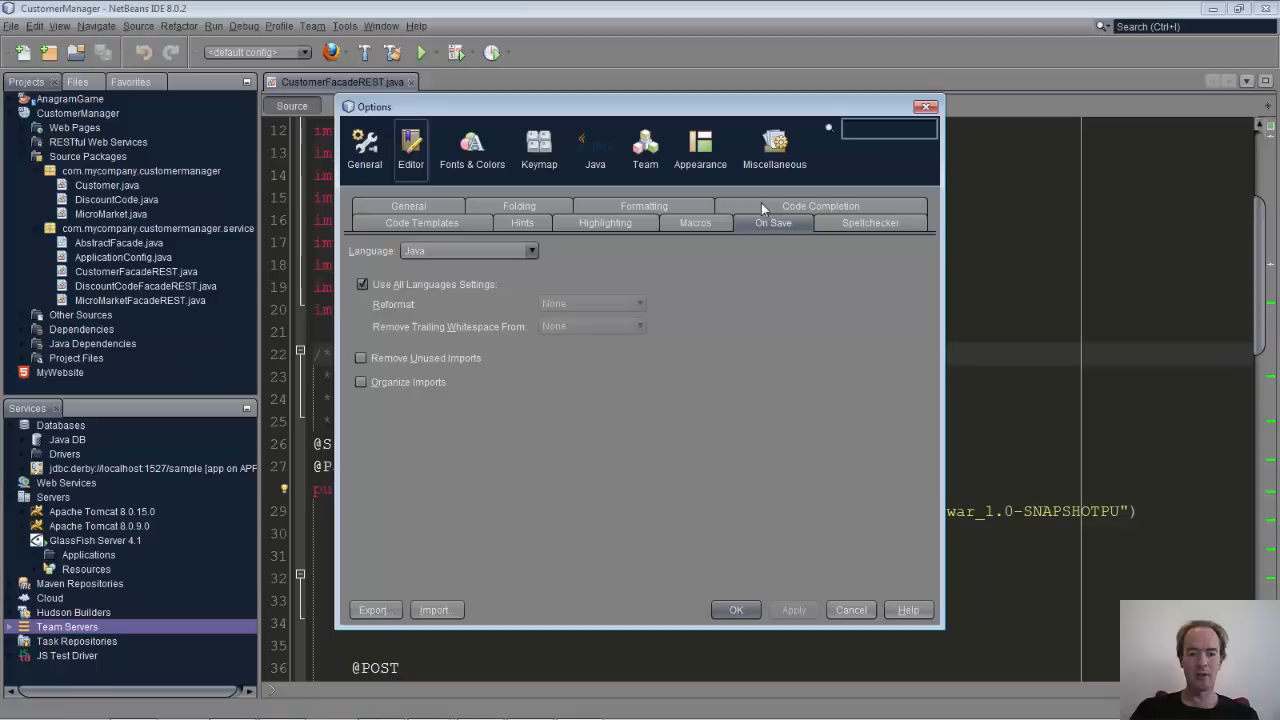 CustomerManager - NetBeans IDE 8.0.2
File Edit View Navigate Source Refactor Run Debug Profile Team Tools Window Help
Search (Ctrl+I)
<default config>
Projects Files Favorites
AnagramGame
CustomerManager
Web Pages
RESTful Web Services
Source Packages
com.mycompany.customermanager
Customer.java
DiscountCode.java
MicroMarket.java
com.mycompany.customermanager.service
AbstractFacade.java
ApplicationConfig.java
CustomerFacadeREST.java
DiscountCodeFacadeREST.java
MicroMarketFacadeREST.java
Other Sources
Dependencies
Java Dependencies
Project Files
MyWebsite
Services
Databases
Java DB
Drivers
jdbc:derby://localhost:1527/sample [app on APP
Web Services
Servers
Apache Tomcat 8.0.15.0
Apache Tomcat 8.0.9.0
GlassFish Server 4.1
Applications
Resources
Maven Repositories
Cloud
Hudson Builders
Team Servers
Task Repositories
JS Test Driver
CustomerFacadeREST.java
Source
12 im
13 im
14 im
15 im
16 im
17 im
18 im
19 im
20 im
21
22 /*
23 *
24 *
25 *
26 @S
27 @P
pu
29 war_1.0-SNAPSHOTPU")
30
31
32
33
34
35
36 @POST
Options
General Editor Fonts & Colors Keymap Java Team Appearance Miscellaneous
General Folding Formatting Code Completion
Code Templates Hints Highlighting Macros On Save Spellchecker
Language: Java
Use All Languages Settings:
Reformat: None
Remove Trailing Whitespace From: None
Remove Unused Imports
Organize Imports
Export... Import... OK Apply Cancel Help